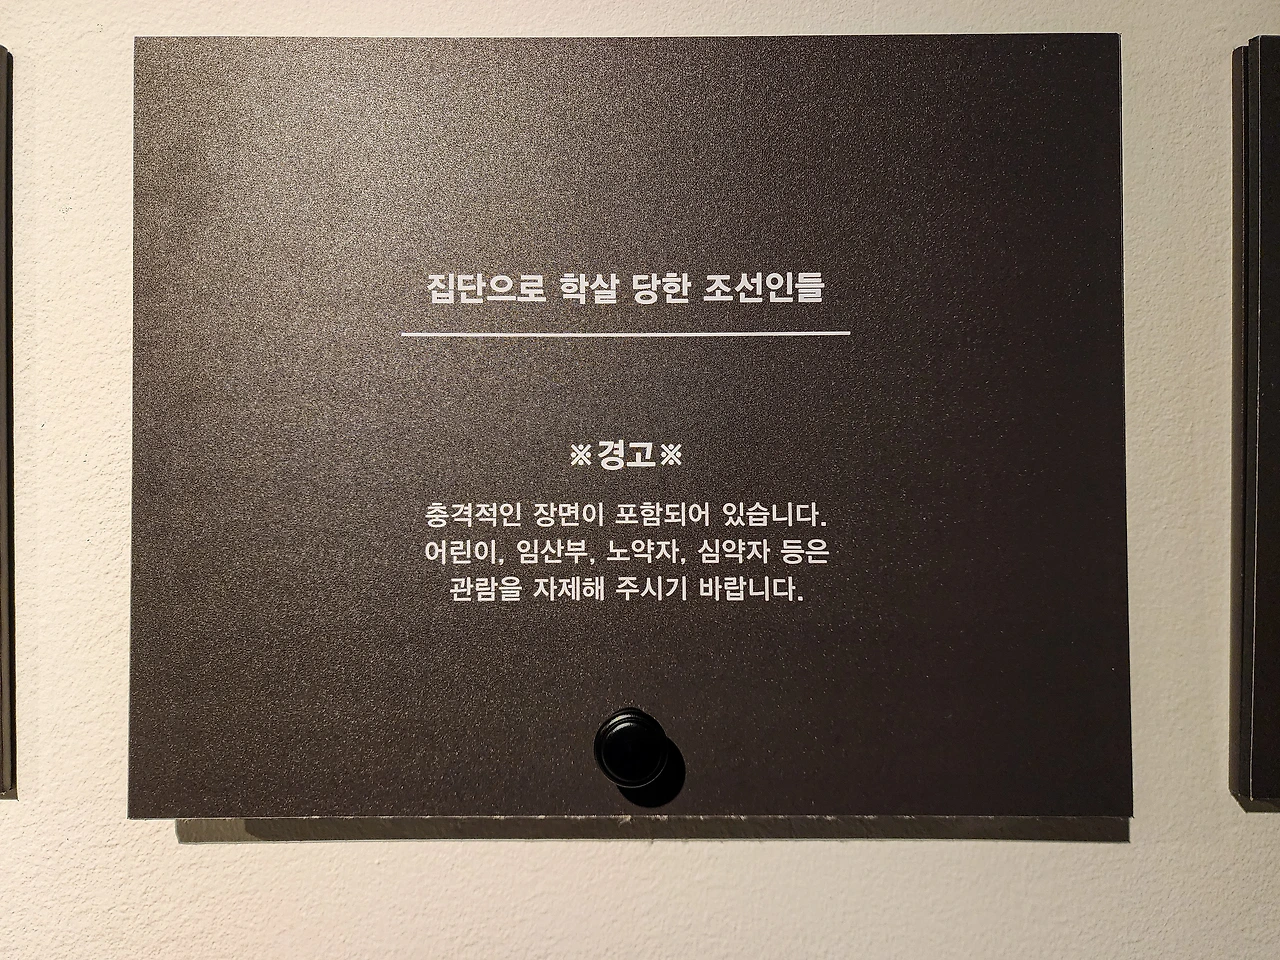 집단으로 학살 당한 조선인들
※경고※
충격적인 장면이 포함되어 있습니다.
어린이, 임산부, 노약자, 심약자 등은
관람을 자제해 주시기 바랍니다.